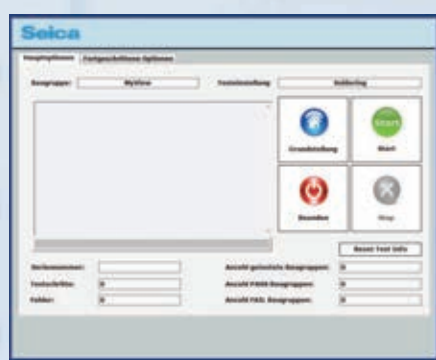 Seica
Hauptoptionen Fortgeschrittene Optionen
Baugruppe: MyView Testeinstellung Soldering
Grundstellung Start
Beenden Stop
Reset Test Info
Seriennummer: Anzahl getestete Baugruppen: 0
Testschritte: 0 Anzahl PASS Baugruppen: 0
Fehler: 0 Anzahl FAIL Baugruppen: 0